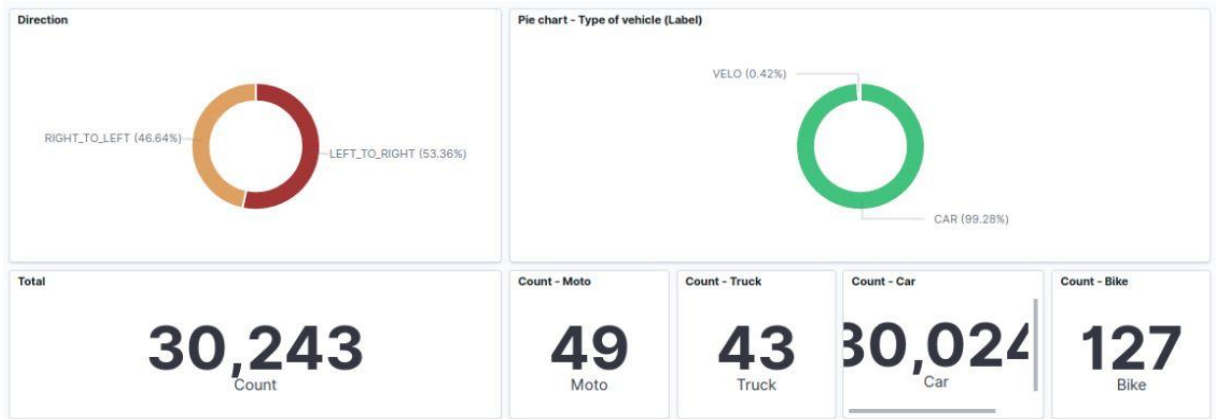 Direction
Pie chart - Type of vehicle (Label)
VELO (0.42%)
RIGHT_TO_LEFT (46.64%)
LEFT_TO_RIGHT (53.36%)
CAR (99.28%)
Total
Count - Moto
Count - Truck
Count - Car
Count - Bike
30,243
49
43
30,024
127
Count
Moto
Truck
Car
Bike